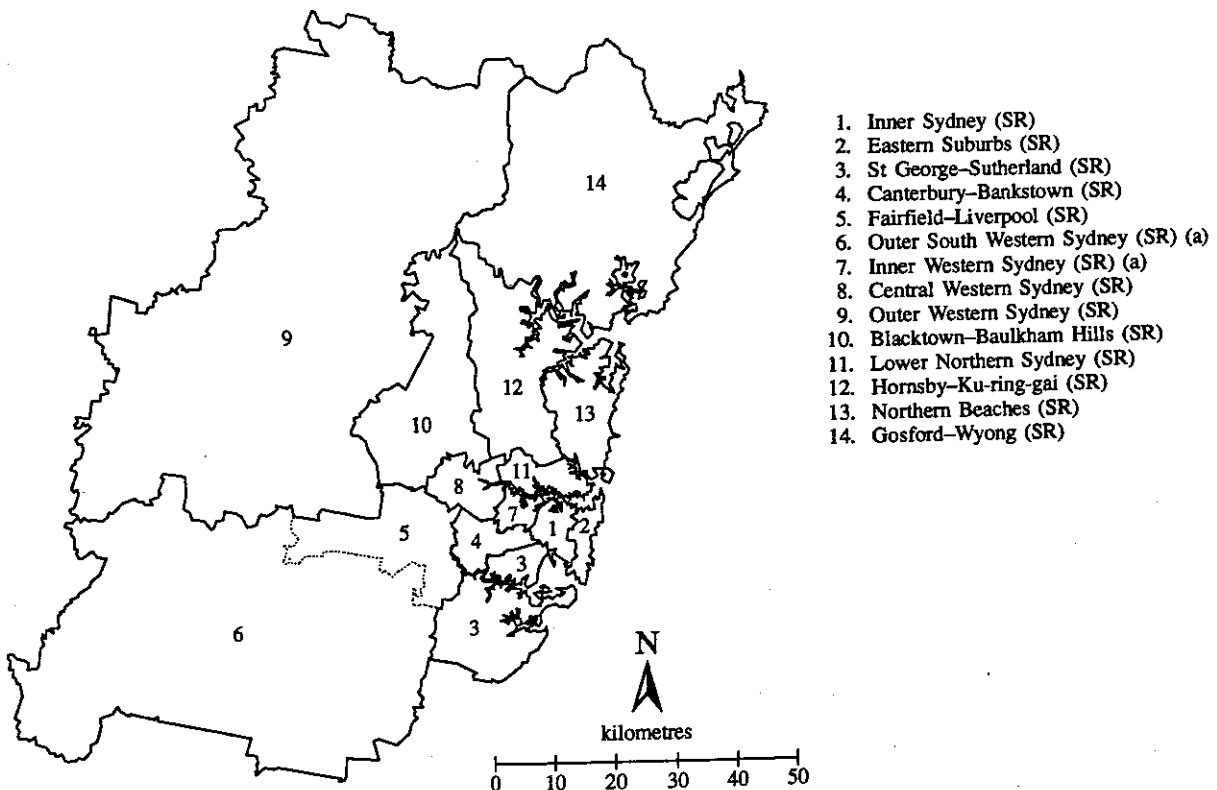 14
9
12
13
10
11
8
7
5
4
1
2
3
6
3
N
kilometres
0 10 20 30 40 50
1. Inner Sydney (SR)
2. Eastern Suburbs (SR)
3. St George–Sutherland (SR)
4. Canterbury–Bankstown (SR)
5. Fairfield–Liverpool (SR)
6. Outer South Western Sydney (SR) (a)
7. Inner Western Sydney (SR) (a)
8. Central Western Sydney (SR)
9. Outer Western Sydney (SR)
10. Blacktown–Baulkham Hills (SR)
11. Lower Northern Sydney (SR)
12. Hornsby–Ku-ring-gai (SR)
13. Northern Beaches (SR)
14. Gosford–Wyong (SR)